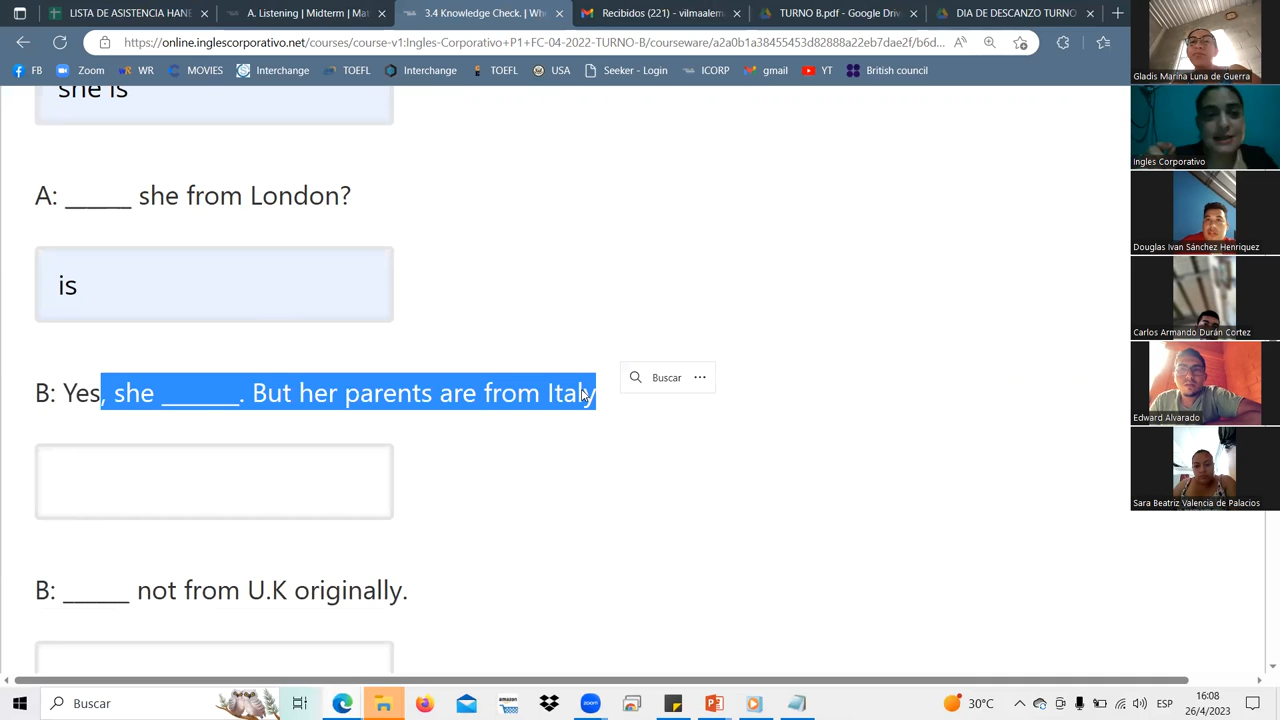 LISTA DE ASISTENCIA HANE
A. Listening | Midterm | Mat
3.4 Knowledge Check. | Wh
Recibidos (221) - vilmaalem
TURNO B.pdf - Google Driv
DIA DE DESCANZO TURNO
https://online.inglescorporativo.net/courses/course-v1:Ingles-Corporativo+P1+FC-04-2022-TURNO-B/courseware/a2a0b1a38455453d82888a22eb7dae2f/b6d...
FB Zoom WR MOVIES Interchange TOEFL Interchange TOEFL USA Seeker - Login ICORP gmail YT British council
Gladis Marina Luna de Guerra
she is
Ingles Corporativo
A: ______ she from London?
Douglas Ivan Sánchez Henriquez
is
Carlos Armando Durán Cortez
B: Yes, she _______. But her parents are from Italy
Buscar
Edward Alvarado
Sara Beatriz Valencia de Palacios
B: ______ not from U.K originally.
Buscar
30°C
ESP
16:08
26/4/2023